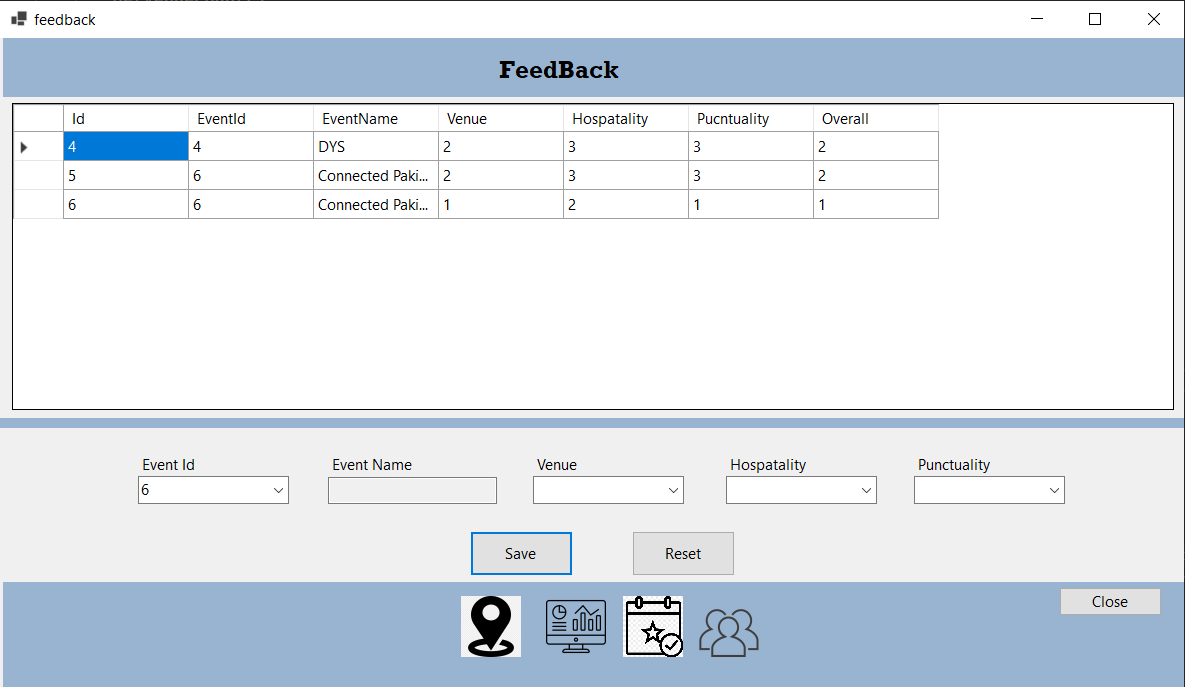 feedback
FeedBack
Id EventId EventName Venue Hospatality Pucntuality Overall
4 4 DYS 2 3 3 2
5 6 Connected Paki... 2 3 3 2
6 6 Connected Paki... 1 2 1 1
Event Id Event Name Venue Hospatality Punctuality
6
Save Reset
Close